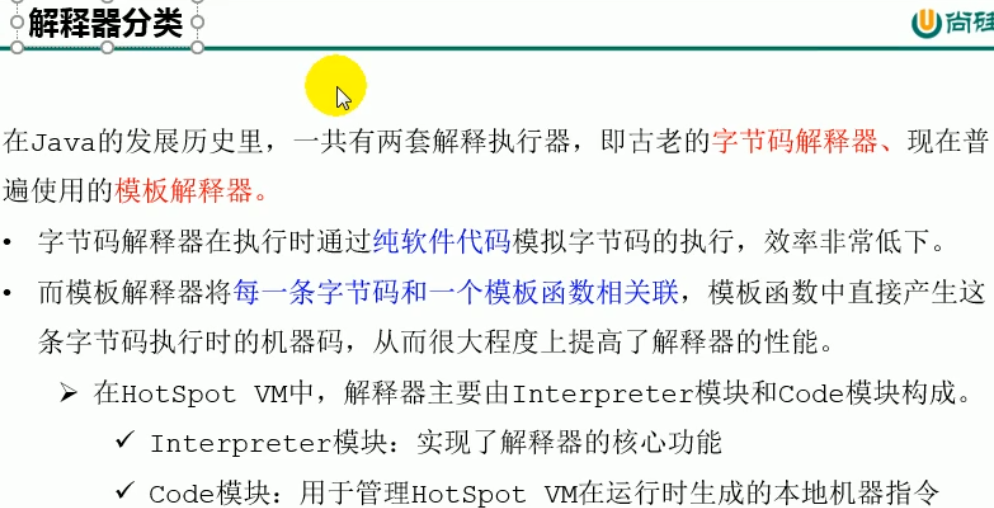 解释器分类
尚硅
在Java的发展历史里，一共有两套解释执行器，即古老的字节码解释器、现在普
遍使用的模板解释器。
• 字节码解释器在执行时通过纯软件代码模拟字节码的执行，效率非常低下。
• 而模板解释器将每一条字节码和一个模板函数相关联，模板函数中直接产生这
条字节码执行时的机器码，从而很大程度上提高了解释器的性能。
➢ 在HotSpot VM中，解释器主要由Interpreter模块和Code模块构成。
✓ Interpreter模块：实现了解释器的核心功能
✓ Code模块：用于管理HotSpot VM在运行时生成的本地机器指令